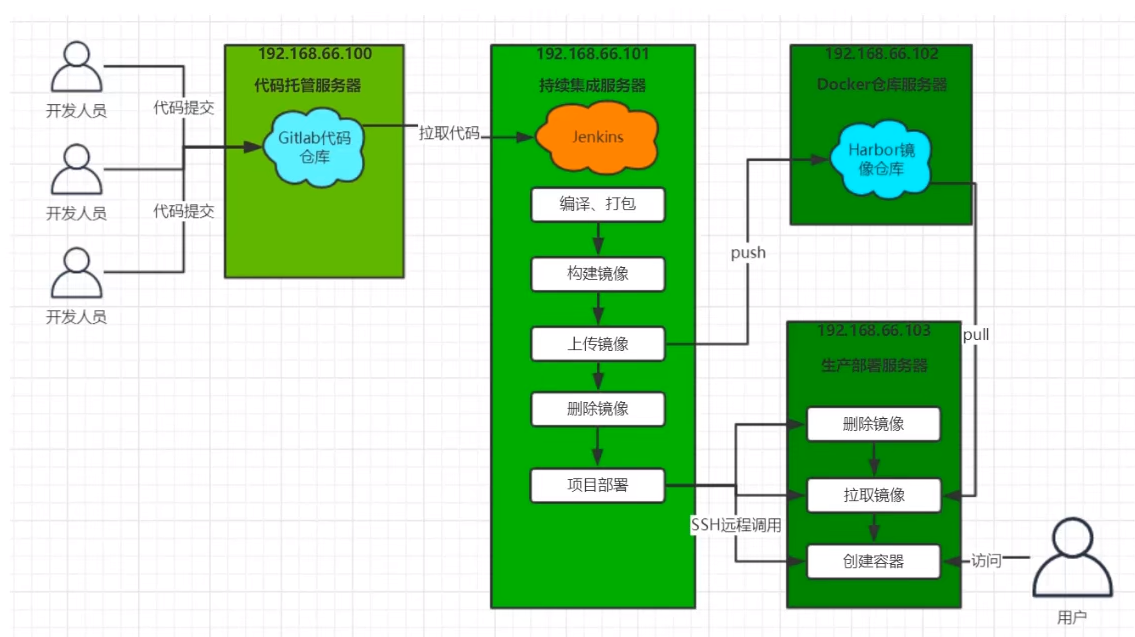 开发人员
开发人员
开发人员
代码提交
代码提交
192.168.66.100
代码托管服务器
Gitlab代码
仓库
拉取代码
192.168.66.101
持续集成服务器
Jenkins
编译、打包
构建镜像
上传镜像
删除镜像
项目部署
push
192.168.66.102
Docker仓库服务器
Harbor镜
像仓库
pull
SSH远程调用
192.168.66.103
生产部署服务器
删除镜像
拉取镜像
创建容器
访问
用户